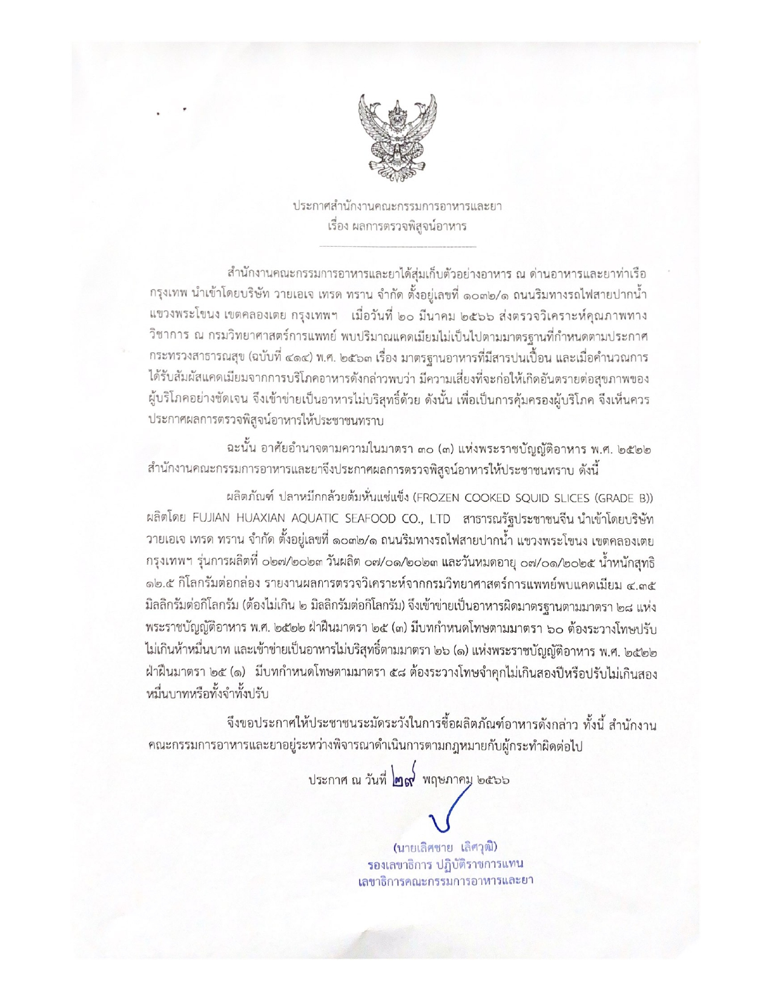 ประกาศสำนักงานคณะกรรมการอาหารและยา
เรื่อง ผลการตรวจพิสูจน์อาหาร
สำนักงานคณะกรรมการอาหารและยาได้สุ่มเก็บตัวอย่างอาหาร ณ ด่านอาหารและยาท่าเรือ
กรุงเทพ นำเข้าโดยบริษัท วายเอเจ เทรด ทราน จำกัด ตั้งอยู่เลขที่ ๑๐๓๒/๑ ถนนริมทางรถไฟสายปากน้ำ
แขวงพระโขนง เขตคลองเตย กรุงเทพฯ เมื่อวันที่ ๒๐ มีนาคม ๒๕๖๖ ส่งตรวจวิเคราะห์คุณภาพทาง
วิชาการ ณ กรมวิทยาศาสตร์การแพทย์ พบปริมาณแคดเมียมไม่เป็นไปตามมาตรฐานที่กำหนดตามประกาศ
กระทรวงสาธารณสุข (ฉบับที่ ๔๑๔) พ.ศ. ๒๕๖๓ เรื่อง มาตรฐานอาหารที่มีสารปนเปื้อน และเมื่อคำนวณการ
ได้รับสัมผัสแคดเมียมจากการบริโภคอาหารดังกล่าวพบว่า มีความเสี่ยงที่จะก่อให้เกิดอันตรายต่อสุขภาพของ
ผู้บริโภคอย่างชัดเจน จึงเข้าข่ายเป็นอาหารไม่บริสุทธิ์ด้วย ดังนั้น เพื่อเป็นการคุ้มครองผู้บริโภค จึงเห็นควร
ประกาศผลการตรวจพิสูจน์อาหารให้ประชาชนทราบ
ฉะนั้น อาศัยอำนาจตามความในมาตรา ๓๐ (๓) แห่งพระราชบัญญัติอาหาร พ.ศ. ๒๕๒๒
สำนักงานคณะกรรมการอาหารและยาจึงประกาศผลการตรวจพิสูจน์อาหารให้ประชาชนทราบ ดังนี้
ผลิตภัณฑ์ ปลาหมึกกล้วยต้มหั่นแช่แข็ง (FROZEN COOKED SQUID SLICES (GRADE B))
ผลิตโดย FUJIAN HUAXIAN AQUATIC SEAFOOD CO., LTD สาธารณรัฐประชาชนจีน นำเข้าโดยบริษัท
วายเอเจ เทรด ทราน จำกัด ตั้งอยู่เลขที่ ๑๐๓๒/๑ ถนนริมทางรถไฟสายปากน้ำ แขวงพระโขนง เขตคลองเตย
กรุงเทพฯ รุ่นการผลิตที่ ๐๒๗/๒๐๒๓ วันผลิต ๐๗/๐๑/๒๐๒๓ และวันหมดอายุ ๐๗/๐๑/๒๐๒๕ น้ำหนักสุทธิ
๑๒.๕ กิโลกรัมต่อกล่อง รายงานผลการตรวจวิเคราะห์จากกรมวิทยาศาสตร์การแพทย์พบแคดเมียม ๔.๓๕
มิลลิกรัมต่อกิโลกรัม (ต้องไม่เกิน ๒ มิลลิกรัมต่อกิโลกรัม) จึงเข้าข่ายเป็นอาหารผิดมาตรฐานตามมาตรา ๒๘ แห่ง
พระราชบัญญัติอาหาร พ.ศ. ๒๕๒๒ ฝ่าฝืนมาตรา ๒๕ (๓) มีบทกำหนดโทษตามมาตรา ๖๐ ต้องระวางโทษปรับ
ไม่เกินห้าหมื่นบาท และเข้าข่ายเป็นอาหารไม่บริสุทธิ์ตามมาตรา ๒๖ (๑) แห่งพระราชบัญญัติอาหาร พ.ศ. ๒๕๒๒
ฝ่าฝืนมาตรา ๒๕ (๑) มีบทกำหนดโทษตามมาตรา ๕๘ ต้องระวางโทษจำคุกไม่เกินสองปีหรือปรับไม่เกินสอง
หมื่นบาทหรือทั้งจำทั้งปรับ
จึงขอประกาศให้ประชาชนระมัดระวังในการซื้อผลิตภัณฑ์อาหารดังกล่าว ทั้งนี้ สำนักงาน
คณะกรรมการอาหารและยาอยู่ระหว่างพิจารณาดำเนินการตามกฎหมายกับผู้กระทำผิดต่อไป
ประกาศ ณ วันที่ ๒๙ พฤษภาคม ๒๕๖๖
(นายเลิศชาย เลิศวุฒิ)
รองเลขาธิการ ปฏิบัติราชการแทน
เลขาธิการคณะกรรมการอาหารและยา